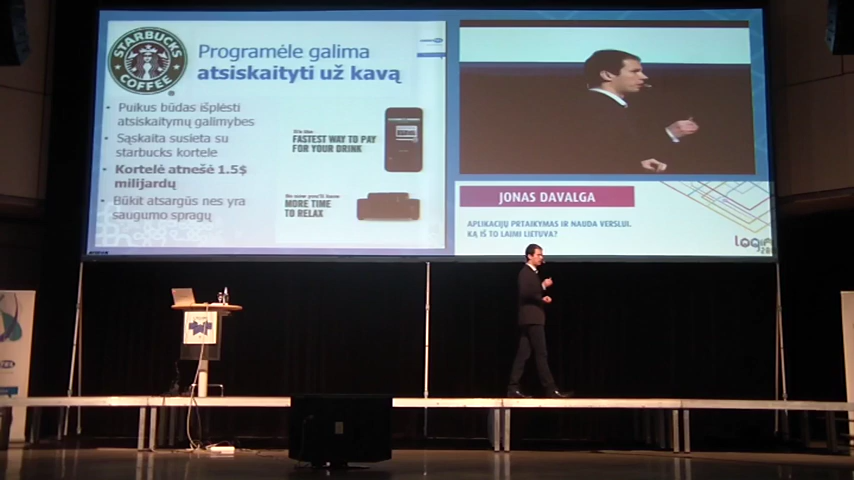 STARBUCKS
COFFEE
Programėle galima
atsiskaityti už kavą
• Puikus būdas išplėsti
atsiskaitymų galimybes
• Sąskaita susieta su
starbucks kortele
• Kortelė atnešė 1.5$
milijardų
• Būkit atsargūs nes yra
saugumo spragų
FASTEST WAY TO PAY
FOR YOUR DRINK
MORE TIME
TO RELAX
JONAS DAVALGA
APLIKACIJŲ PRTAIKYMAS IR NAUDA VERSLUI.
KĄ IŠ TO LAIMI LIETUVA?